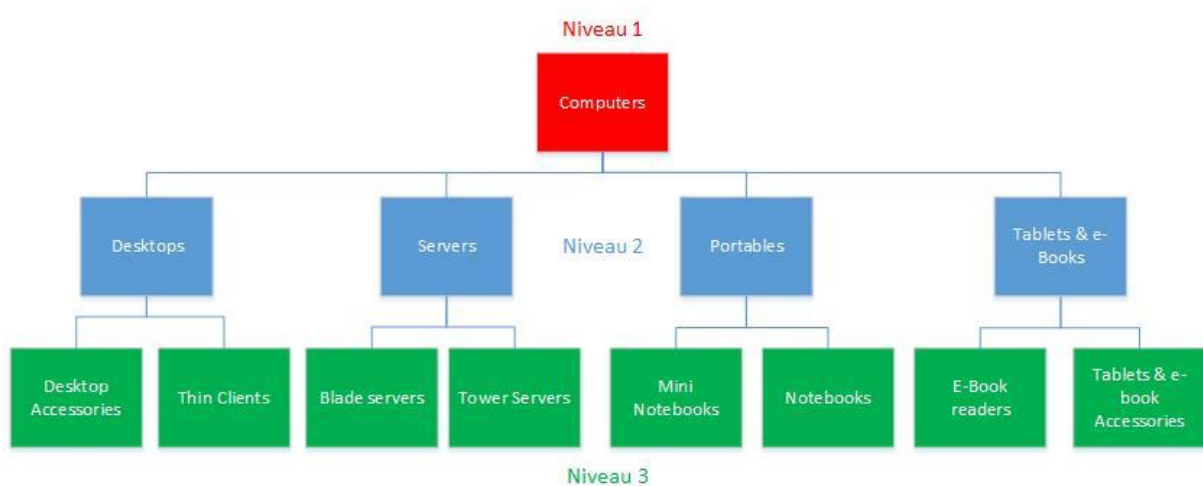 Niveau 1
Computers
Desktops
Servers
Niveau 2
Portables
Tablets & e-
Books
Desktop
Accessories
Thin Clients
Blade servers
Tower Servers
Mini
Notebooks
Notebooks
E-Book
readers
Tablets & e-
book
Accessories
Niveau 3